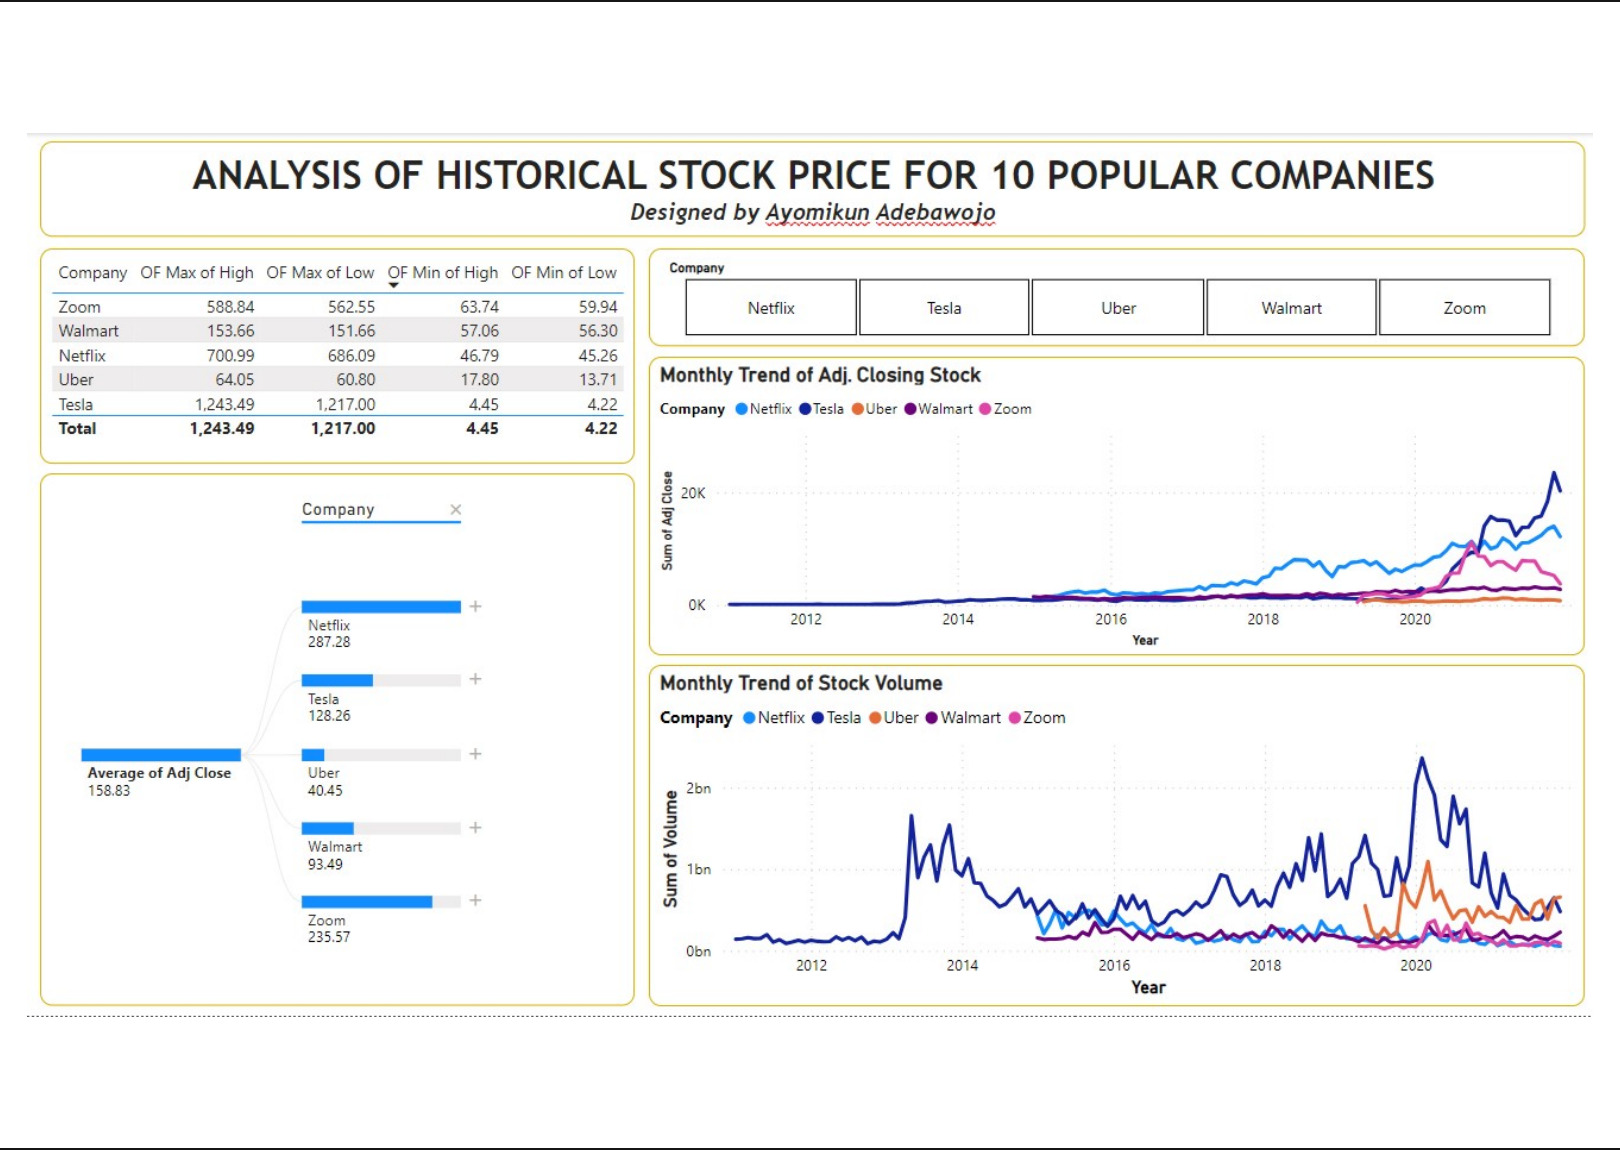 ANALYSIS OF HISTORICAL STOCK PRICE FOR 10 POPULAR COMPANIES
Designed by Ayomikun Adebawojo
Company OF Max of High OF Max of Low OF Min of High OF Min of Low
Zoom 588.84 562.55 63.74 59.94
Walmart 153.66 151.66 57.06 56.30
Netflix 700.99 686.09 46.79 45.26
Uber 64.05 60.80 17.80 13.71
Tesla 1,243.49 1,217.00 4.45 4.22
Total 1,243.49 1,217.00 4.45 4.22
Company
Netflix
287.28
Tesla
128.26
Average of Adj Close
158.83
Uber
40.45
Walmart
93.49
Zoom
235.57
Company
Netflix Tesla Uber Walmart Zoom
Monthly Trend of Adj. Closing Stock
Company Netflix Tesla Uber Walmart Zoom
Sum of Adj Close
20K
0K
2012 2014 2016 2018 2020
Year
Monthly Trend of Stock Volume
Company Netflix Tesla Uber Walmart Zoom
Sum of Volume
2bn
1bn
0bn
2012 2014 2016 2018 2020
Year